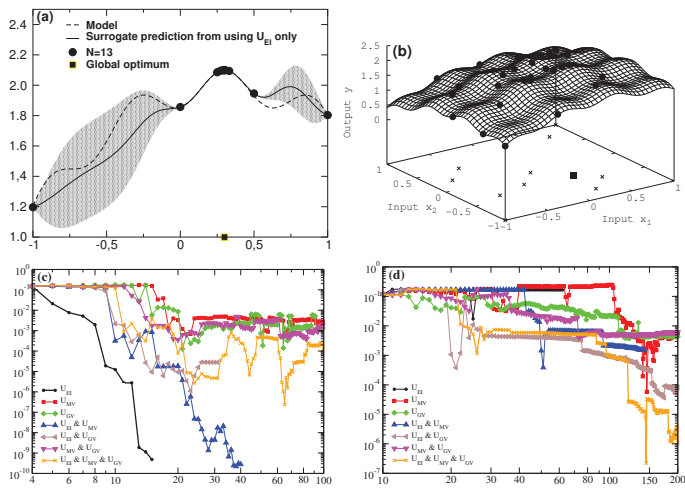 (a)
Model
Surrogate prediction from using U_EI only
N=13
Global optimum
2.4
2.2
2.0
1.8
1.6
1.4
1.2
1.0
-1 -0.5 0 0,5 1
(b)
Output y
2.5
2
1.5
1
0.5
0
1
0.5
0
-0.5
-1
Input x_2
-1
-0.5
0
0.5
1
Input x_1
(c)
10^0
10^-1
10^-2
10^-3
10^-4
10^-5
10^-6
10^-7
10^-8
10^-9
10^-10
U_EI
U_MV
U_GV
U_EI & U_MV
U_EI & U_GV
U_MV & U_GV
U_EI & U_MV & U_GV
4 6 8 10 20 40 60 80 100
(d)
10^0
10^-1
10^-2
10^-3
10^-4
10^-5
10^-6
10^-7
U_EI
U_MV
U_GV
U_EI & U_MV
U_EI & U_GV
U_MV & U_GV
U_EI & U_MV & U_GV
10 20 30 40 50 100 150 200